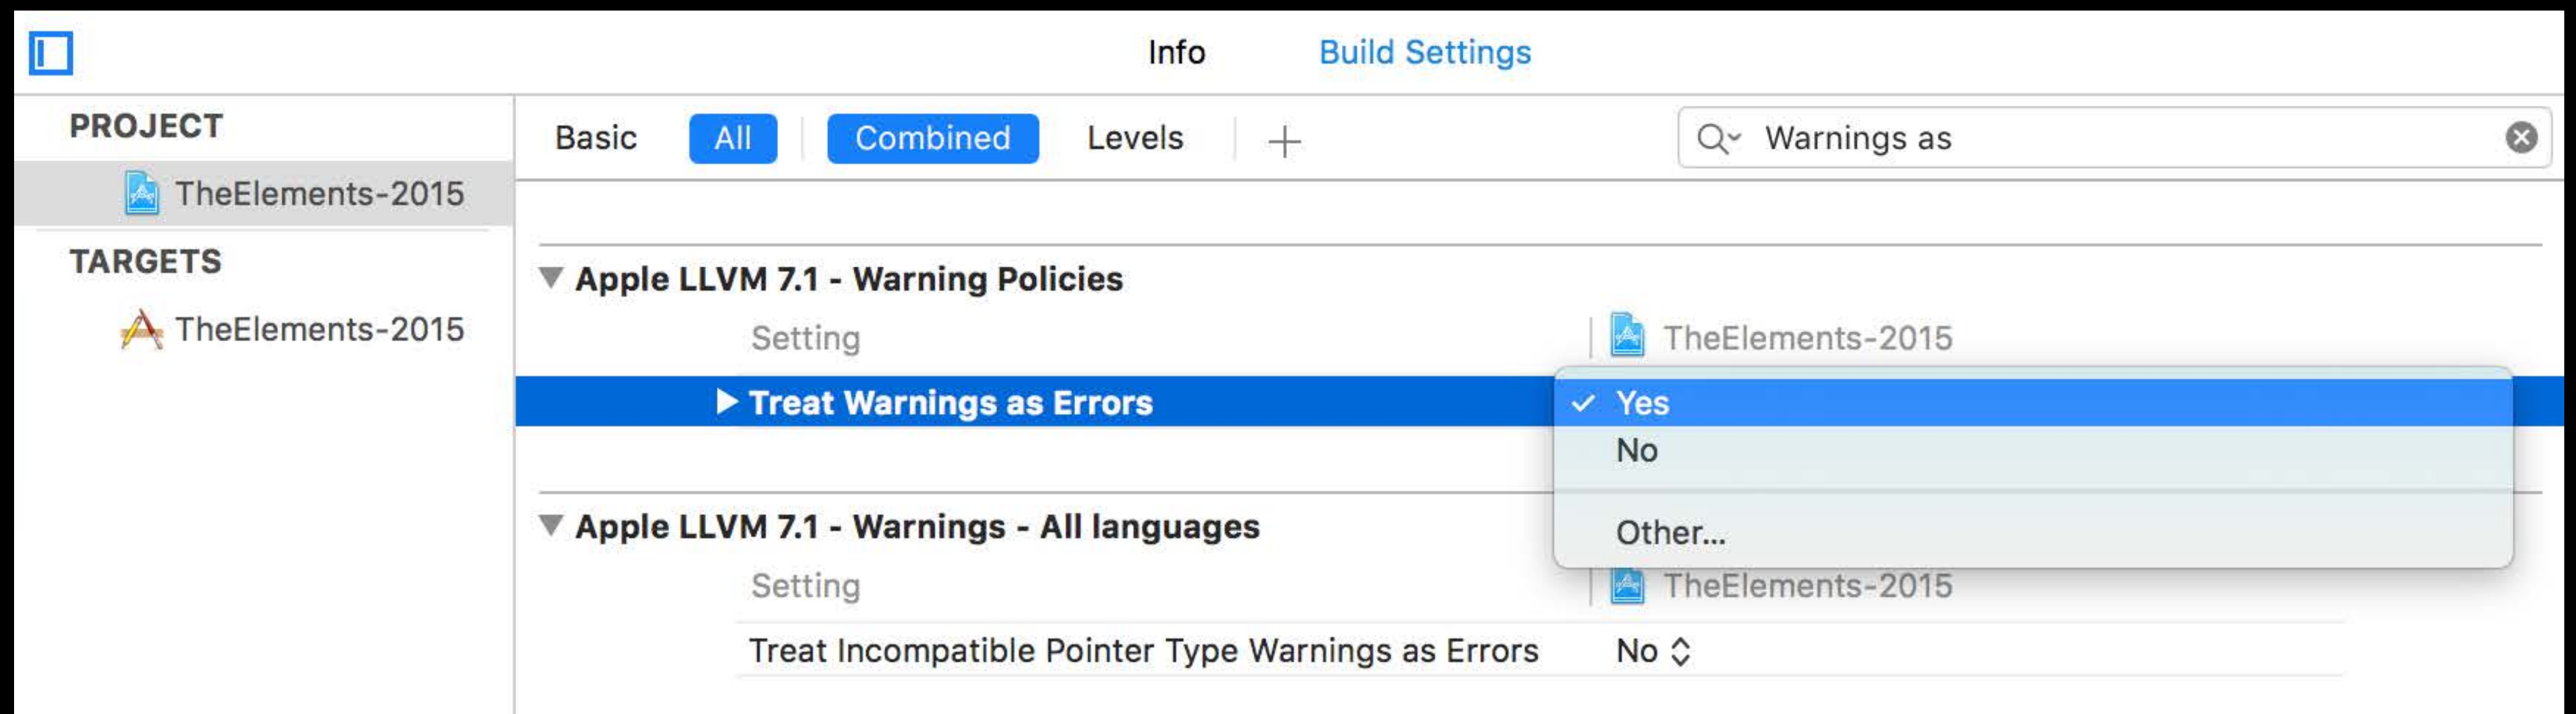 Info Build Settings
PROJECT
TheElements-2015
TARGETS
TheElements-2015
Basic All Combined Levels + Warnings as
Apple LLVM 7.1 - Warning Policies
Setting TheElements-2015
Treat Warnings as Errors Yes
No
Other...
Apple LLVM 7.1 - Warnings - All languages
Setting TheElements-2015
Treat Incompatible Pointer Type Warnings as Errors No